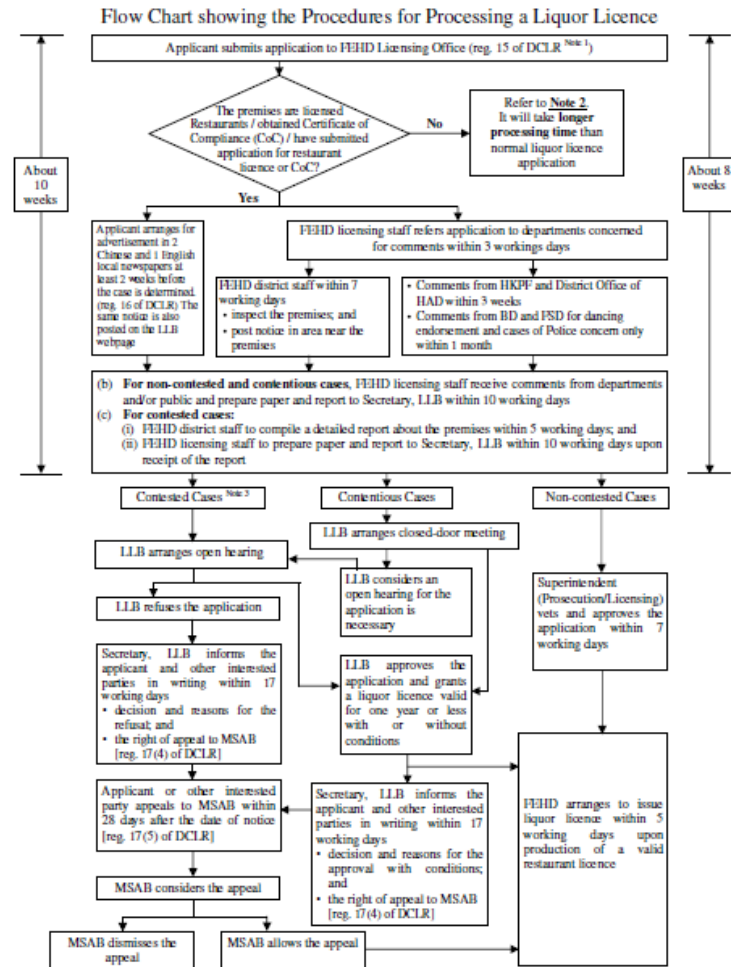 Flow Chart showing the Procedures for Processing a Liquor Licence
Applicant submits application to FEHD Licensing Office (reg. 15 of DCLR Note 1)
The premises are licensed
Restaurants / obtained Certificate of
Compliance (CoC) / have submitted
application for restaurant
licence or CoC?
No
Refer to Note 2.
It will take longer
processing time than
normal liquor licence
application
About
10
weeks
About 8
weeks
Yes
Applicant arranges for
advertisement in 2
Chinese and 1 English
local newspapers at
least 2 weeks before
the case is determined.
(reg. 16 of DCLR) The
same notice is also
posted on the LLB
webpage
FEHD licensing staff refers application to departments concerned
for comments within 3 workings days
FEHD district staff within 7
working days
• inspect the premises; and
• post notice in area near the
premises
• Comments from HKPF and District Office of
HAD within 3 weeks
• Comments from BD and FSD for dancing
endorsement and cases of Police concern only
within 1 month
(b) For non-contested and contentious cases, FEHD licensing staff receive comments from departments
and/or public and prepare paper and report to Secretary, LLB within 10 working days
(c) For contested cases:
(i) FEHD district staff to compile a detailed report about the premises within 5 working days; and
(ii) FEHD licensing staff to prepare paper and report to Secretary, LLB within 10 working days upon
receipt of the report
Contested Cases Note 3
Contentious Cases
Non-contested Cases
LLB arranges closed-door meeting
LLB arranges open hearing
LLB considers an
open hearing for the
application is
necessary
Superintendent
(Prosecution/Licensing)
vets and approves the
application within 7
working days
LLB refuses the application
Secretary, LLB informs the
applicant and other interested
parties in writing within 17
working days
• decision and reasons for the
refusal; and
• the right of appeal to MSAB
[reg. 17(4) of DCLR]
LLB approves the
application and grants
a liquor licence valid
for one year or less
with or without
conditions
Applicant or other interested
party appeals to MSAB within
28 days after the date of notice
[reg. 17(5) of DCLR]
Secretary, LLB informs the
applicant and other interested
parties in writing within 17
working days
• decision and reasons for the
approval with conditions;
and
• the right of appeal to MSAB
[reg. 17(4) of DCLR]
FEHD arranges to issue
liquor licence within 5
working days upon
production of a valid
restaurant licence
MSAB considers the appeal
MSAB dismisses the
appeal
MSAB allows the appeal